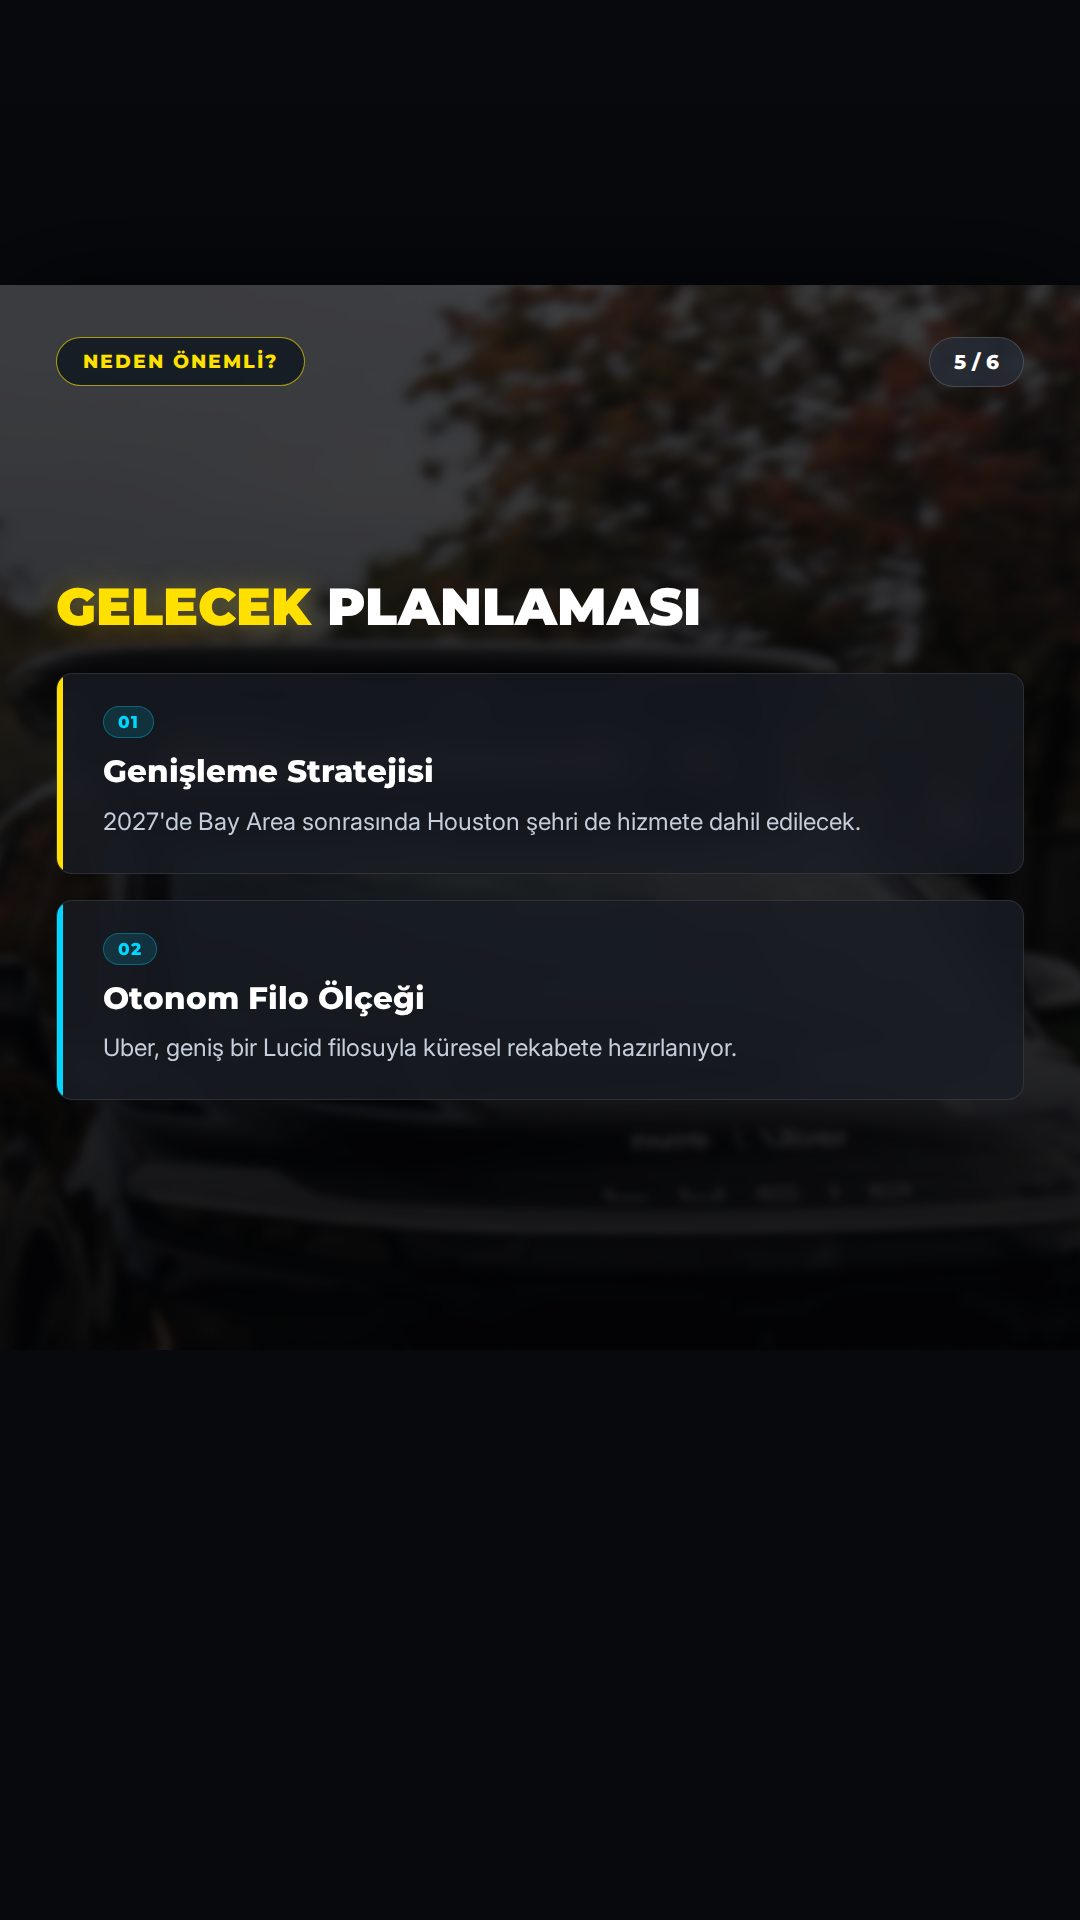 NEDEN ÖNEMLİ?
5 / 6
GELECEK PLANLAMASI
01
Genişleme Stratejisi
2027'de Bay Area sonrasında Houston şehri de hizmete dahil edilecek.
02
Otonom Filo Ölçeği
Uber, geniş bir Lucid filosuyla küresel rekabete hazırlanıyor.